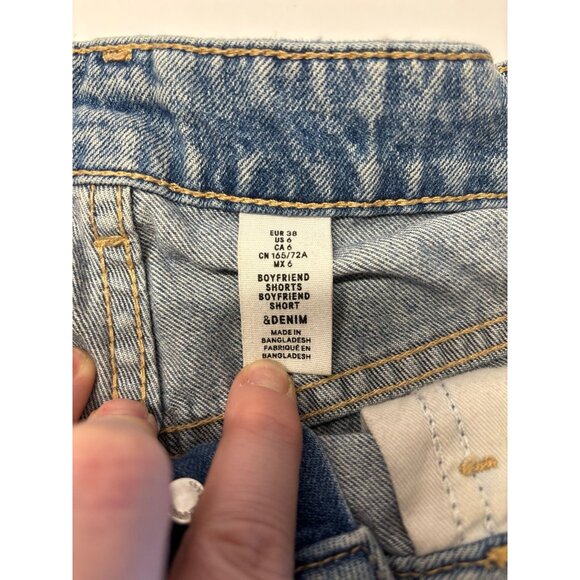 EUR 38
US 6
CA 6
CN 165/72A
MX 6
BOYFRIEND
SHORTS
BOYFRIEND
SHORT
&DENIM
MADE IN
BANGLADESH
FABRIQUÉ EN
BANGLADESH